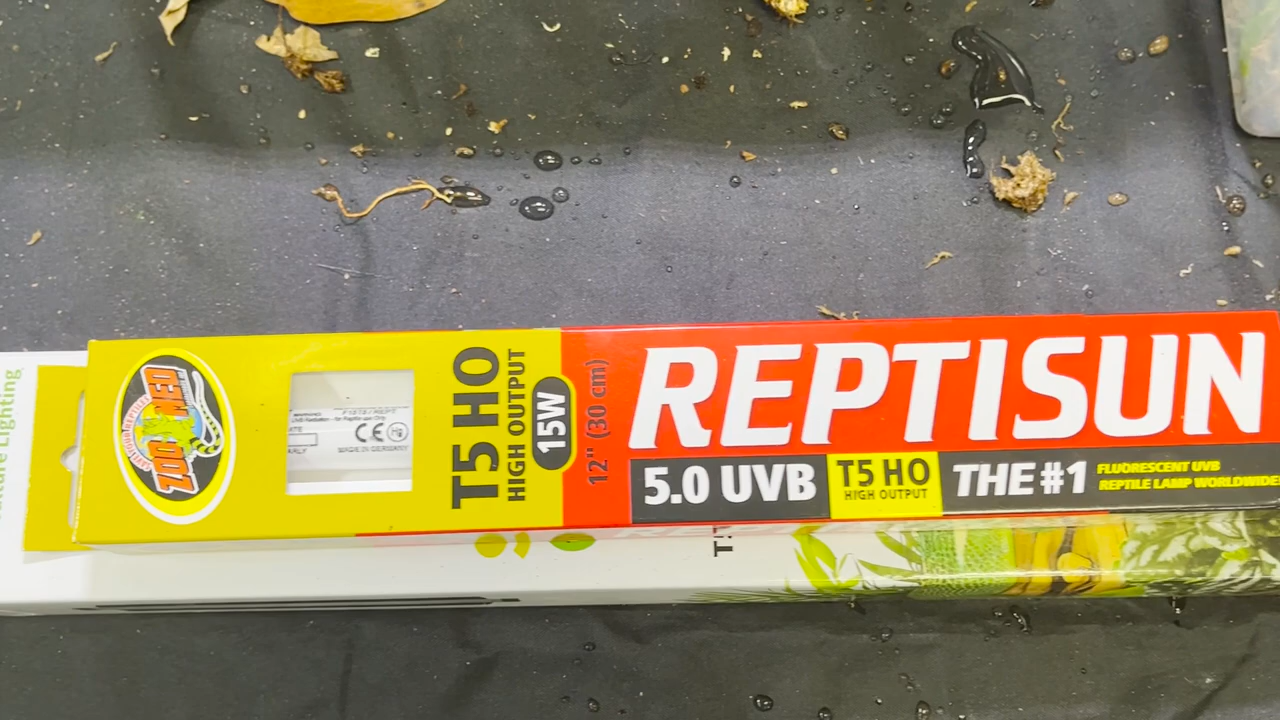 ZOO MED
T5 HO
HIGH OUTPUT
15W
12" (30 cm)
REPTISUN
5.0 UVB
T5 HO
HIGH OUTPUT
THE #1
FLUORESCENT UVB
REPTILE LAMP WORLDWIDE
CE
MADE IN GERMANY
Lighting